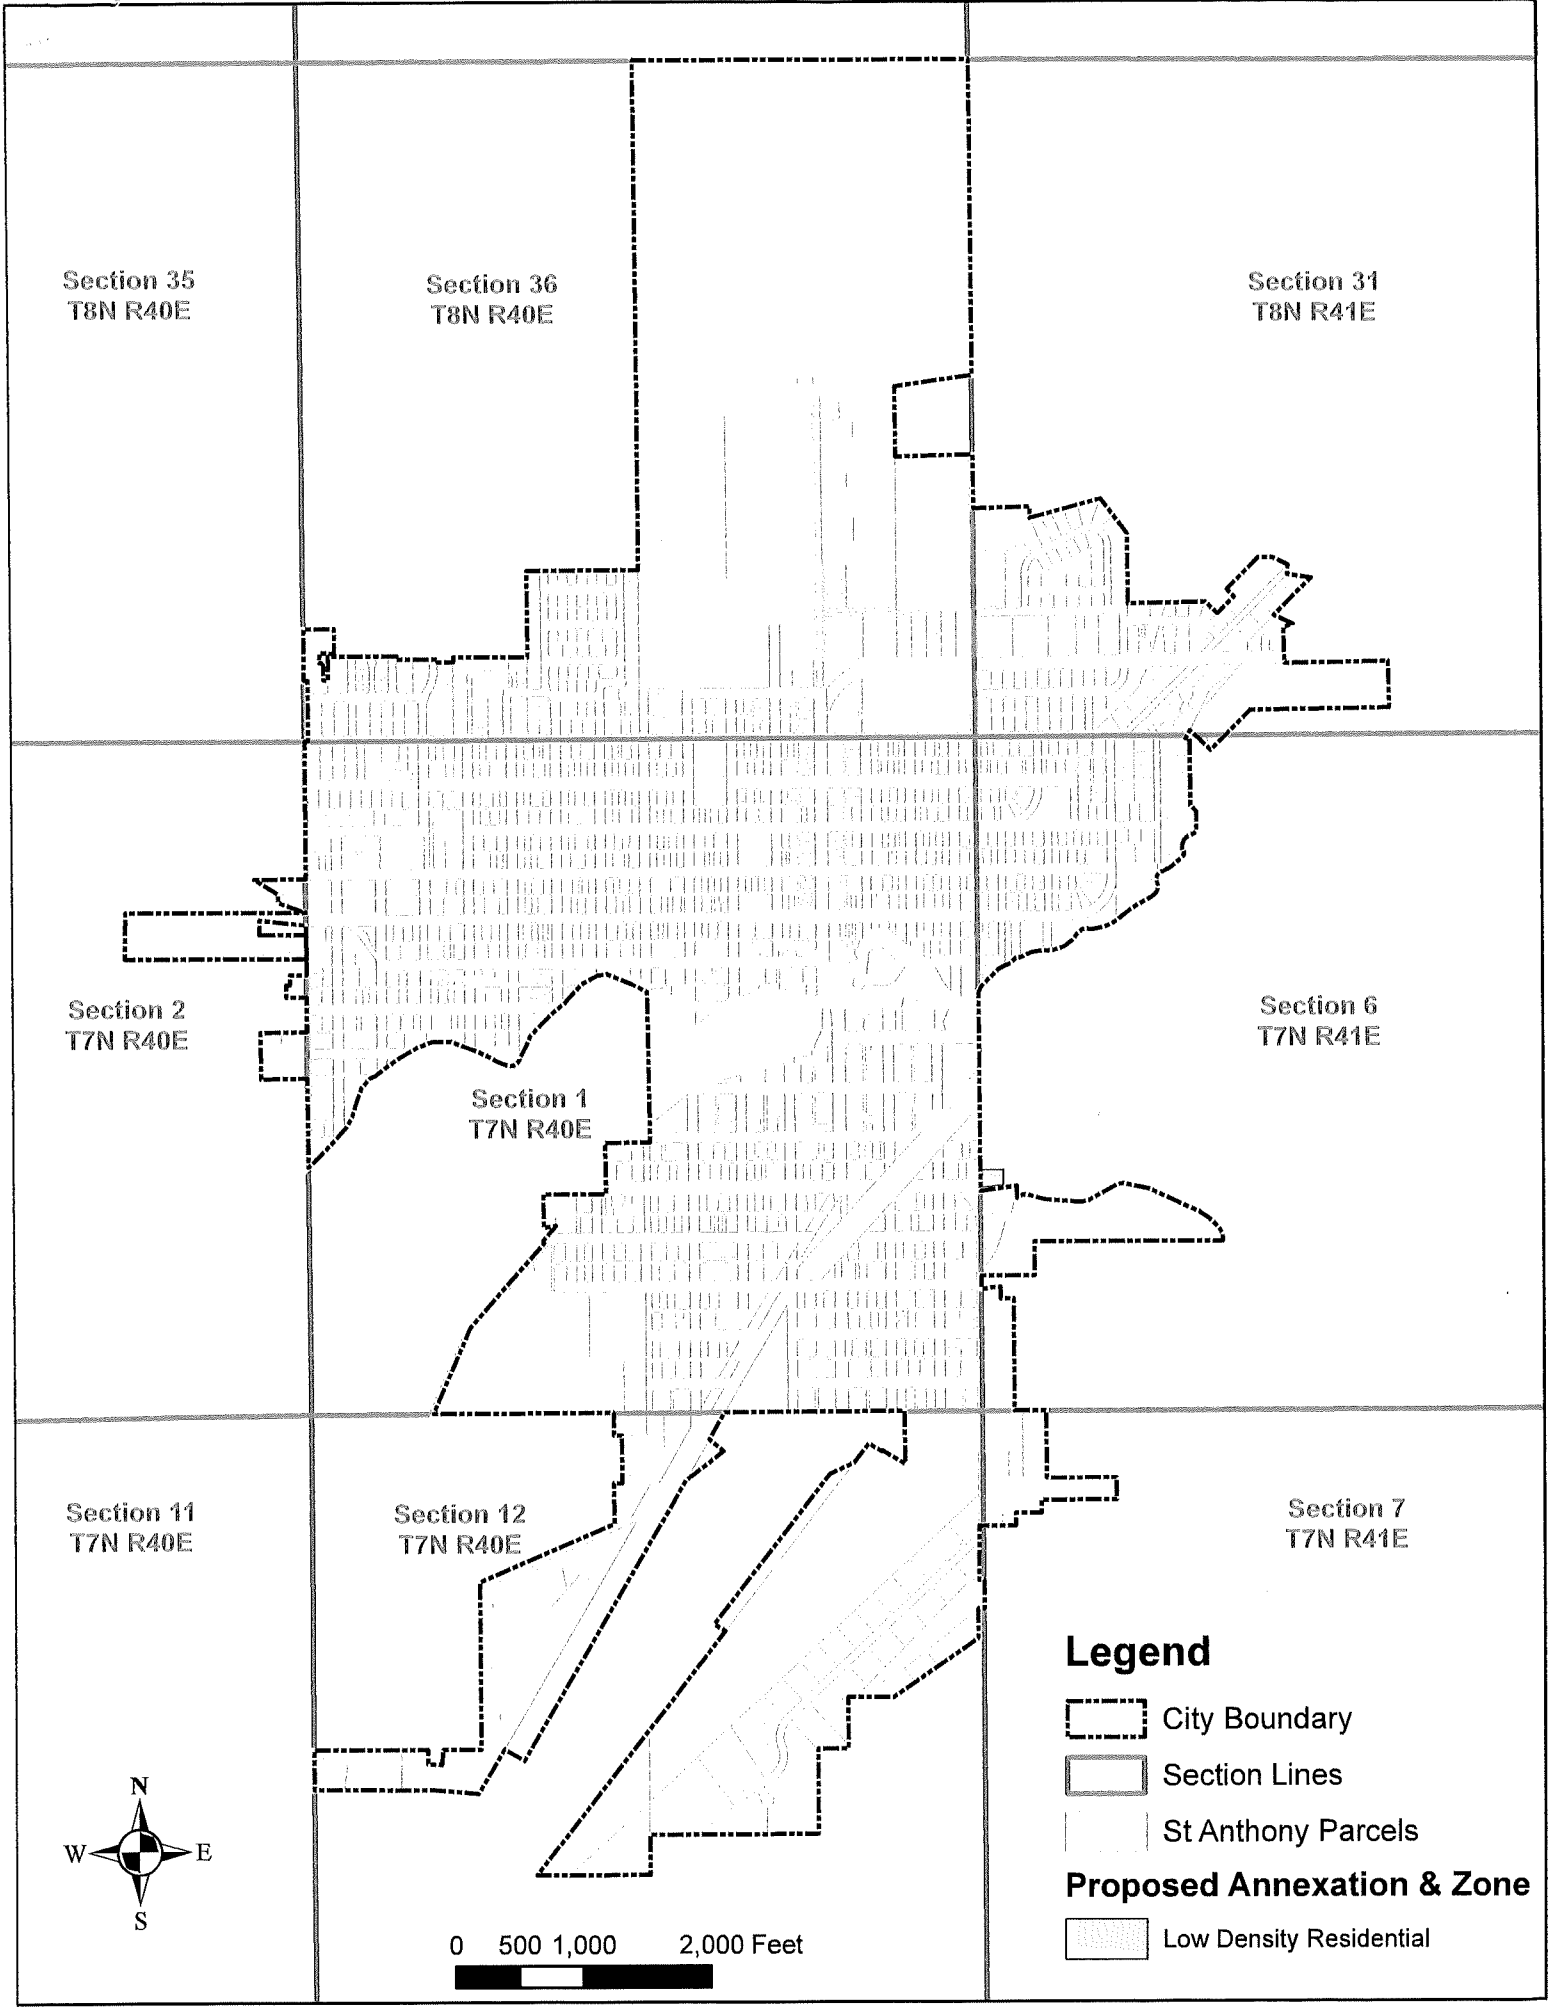 Section 35
T8N R40E
Section 36
T8N R40E
Section 31
T8N R41E
Section 2
T7N R40E
Section 1
T7N R40E
Section 6
T7N R41E
Section 11
T7N R40E
Section 12
T7N R40E
Section 7
T7N R41E
Legend
City Boundary
Section Lines
St Anthony Parcels
Proposed Annexation & Zone
Low Density Residential
N
W E
S
0 500 1,000 2,000 Feet